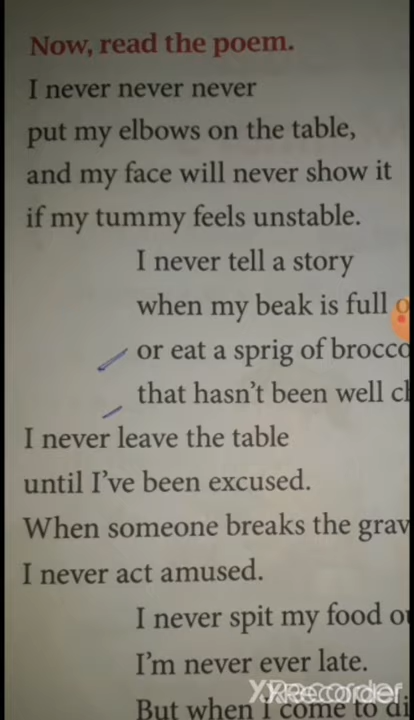 Now, read the poem.
I never never never
put my elbows on the table,
and my face will never show it
if my tummy feels unstable.
I never tell a story
when my beak is full
or eat a sprig of brocco
that hasn't been well
I never leave the table
until I've been excused.
When someone breaks the grav
I never act amused.
I never spit my food
I'm never ever late.
But when I come to di
XRecorder